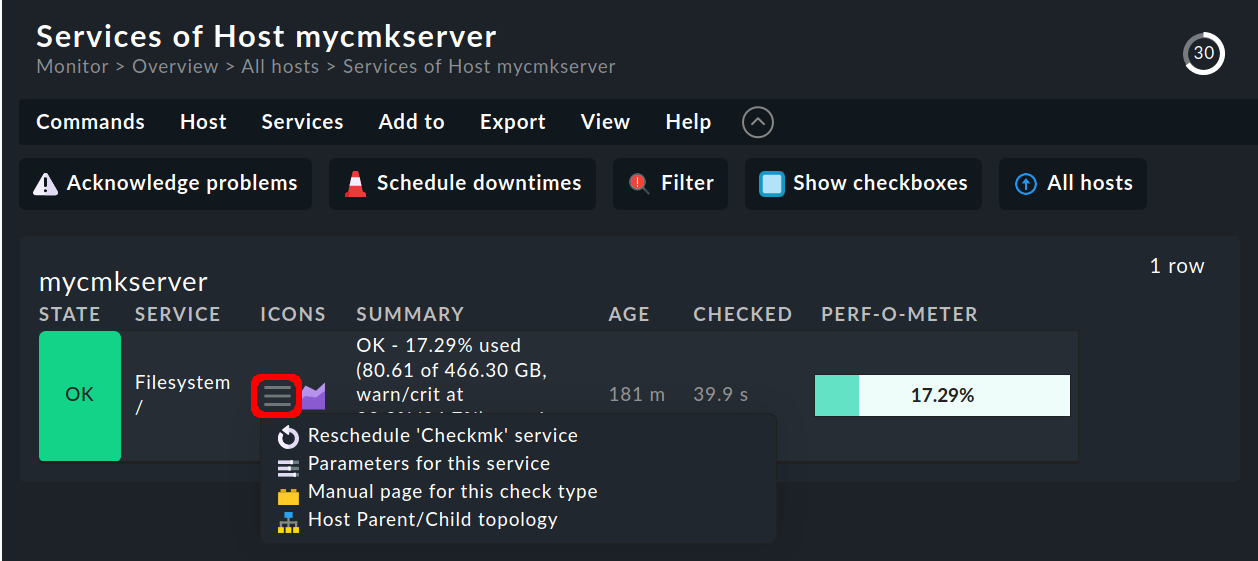 Services of Host mycmkserver
Monitor > Overview > All hosts > Services of Host mycmkserver
30
Commands Host Services Add to Export View Help
Acknowledge problems Schedule downtimes Filter Show checkboxes All hosts
1 row
mycmkserver
STATE SERVICE ICONS SUMMARY AGE CHECKED PERF-O-METER
OK
Filesystem
/
OK - 17.29% used
(80.61 of 466.30 GB,
warn/crit at
181 m
39.9 s
17.29%
Reschedule 'Checkmk' service
Parameters for this service
Manual page for this check type
Host Parent/Child topology